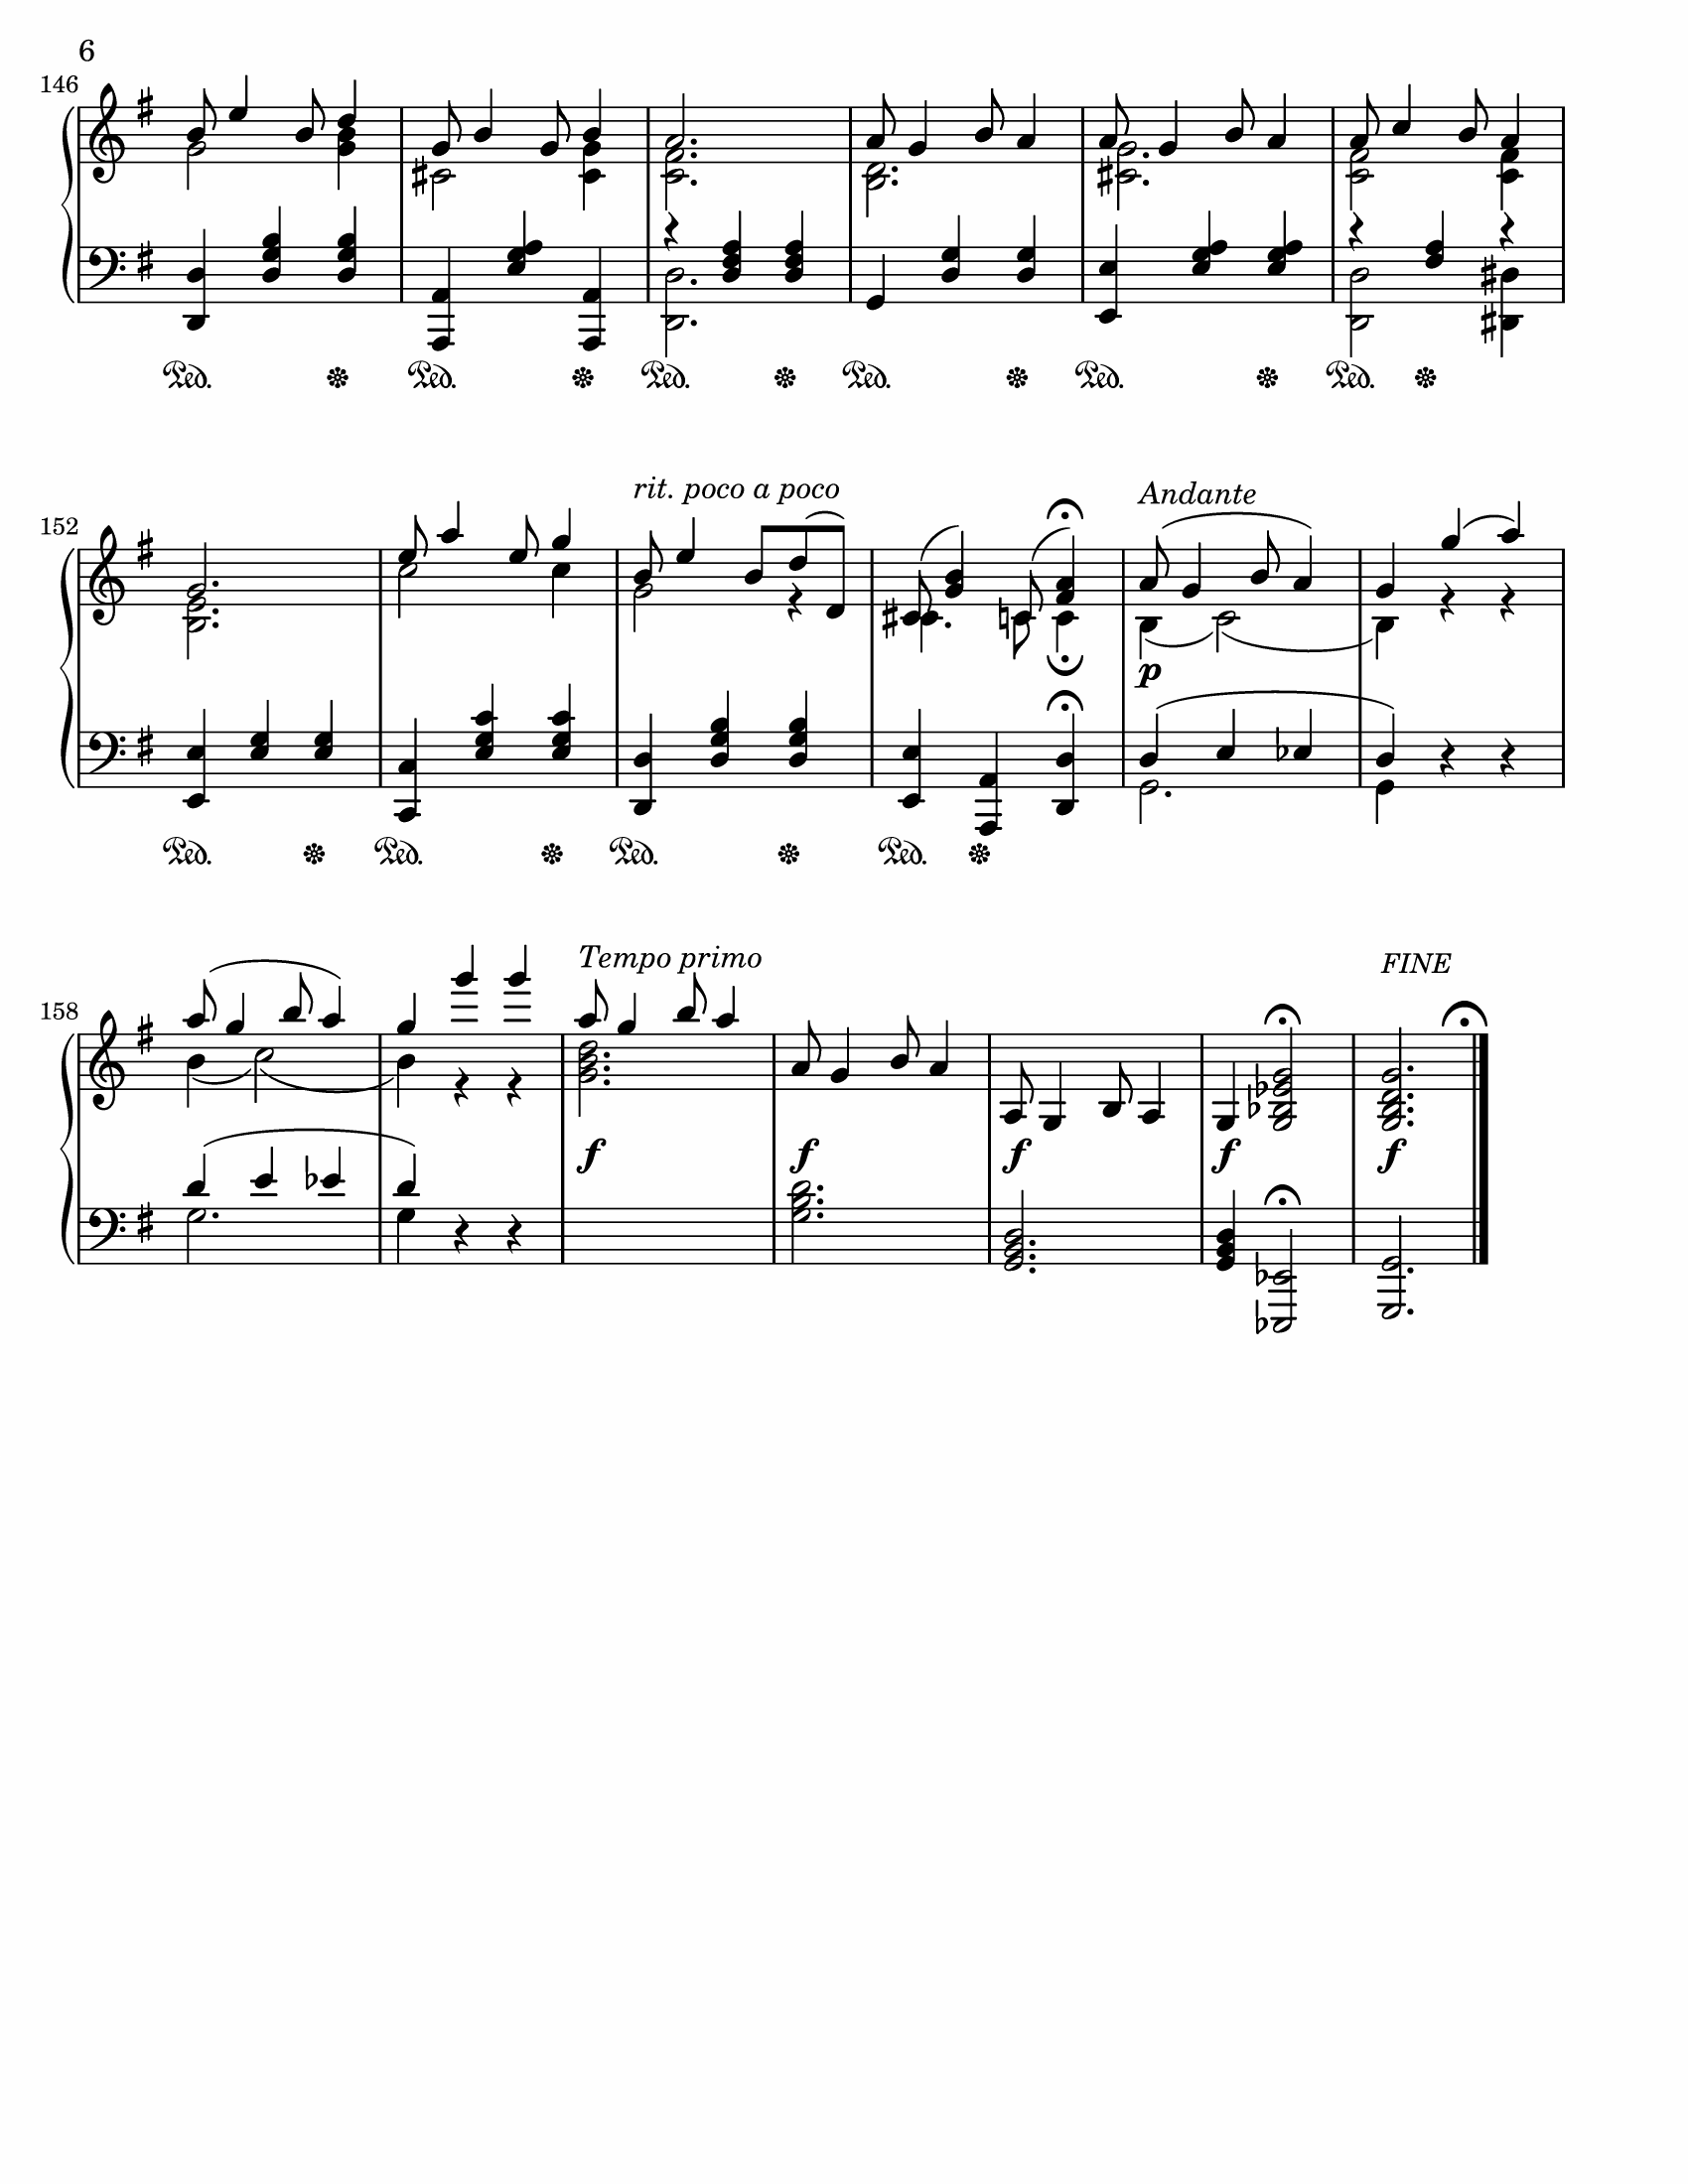 6
146
Ped. Ped. Ped. Ped. Ped. Ped.
rit. poco a poco
Andante
152
p
Ped. Ped. Ped. Ped.
Tempo primo
FINE
158
f f f f f